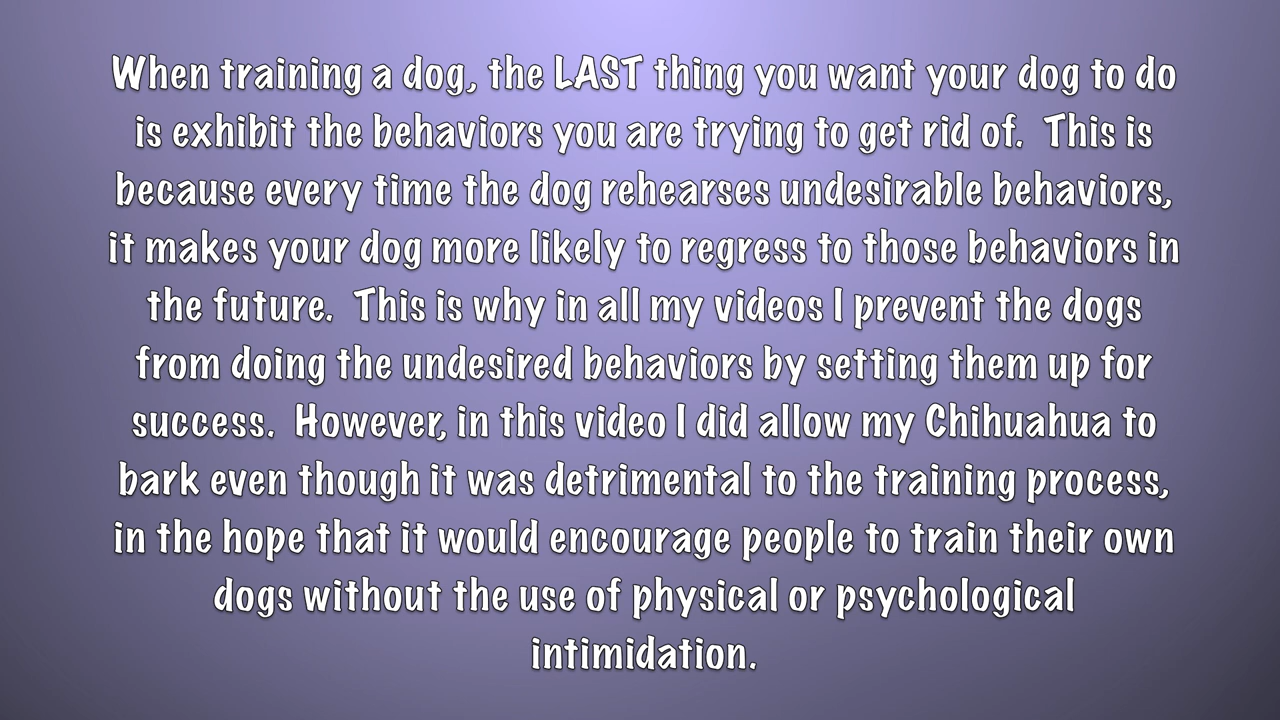 When training a dog, the LAST thing you want your dog to do
is exhibit the behaviors you are trying to get rid of.  This is
because every time the dog rehearses undesirable behaviors,
it makes your dog more likely to regress to those behaviors in
the future.  This is why in all my videos I prevent the dogs
from doing the undesired behaviors by setting them up for
success.  However, in this video I did allow my Chihuahua to
bark even though it was detrimental to the training process,
in the hope that it would encourage people to train their own
dogs without the use of physical or psychological
intimidation.